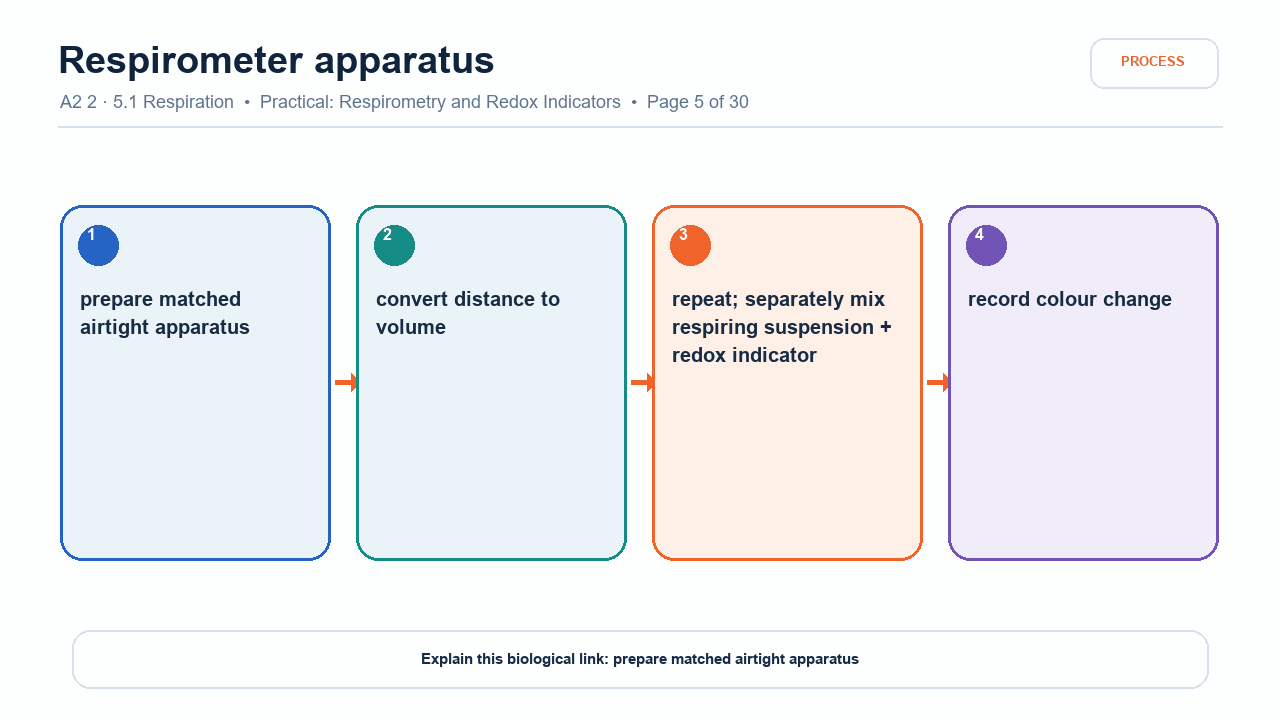 Respirometer apparatus
PROCESS
A2 2 · 5.1 Respiration • Practical: Respirometry and Redox Indicators • Page 5 of 30
1
prepare matched
airtight apparatus
2
convert distance to
volume
3
repeat; separately mix
respiring suspension +
redox indicator
4
record colour change
Explain this biological link: prepare matched airtight apparatus